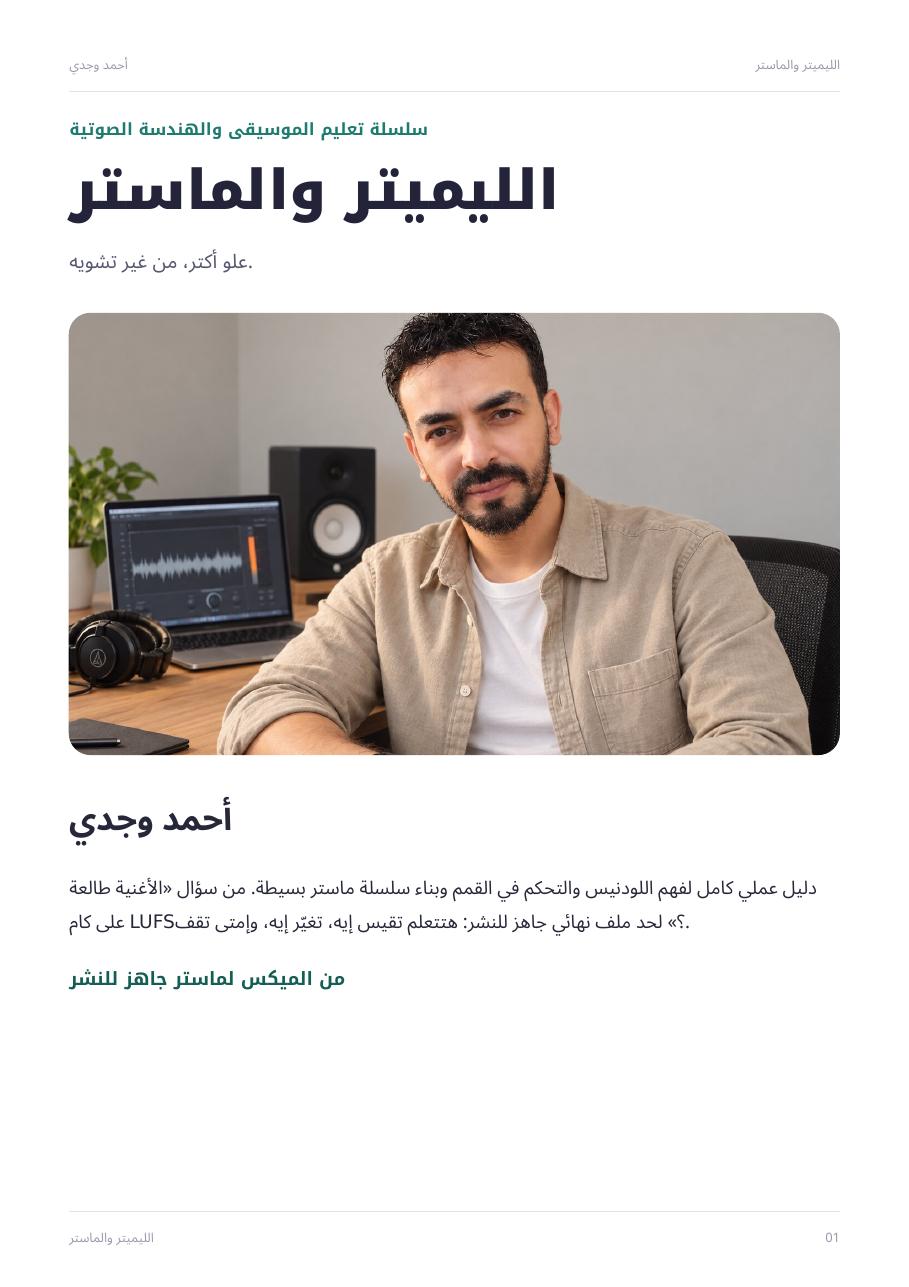 الليميتر والماستر
أحمد وجدي
سلسلة تعليم الموسيقى والهندسة الصوتية
الليميتر والماستر
علو أكتر، من غير تشويه.
أحمد وجدي
دليل عملي كامل لفهم اللودنيس والتحكم في القمم وبناء سلسلة ماستر بسيطة. من سؤال «الأغنية طالعة
على كام LUFS؟» لحد ملف نهائي جاهز للنشر: هتتعلم تقيس إيه، تغيّر إيه، وإمتى تقف.
من الميكس لماستر جاهز للنشر
الليميتر والماستر
01